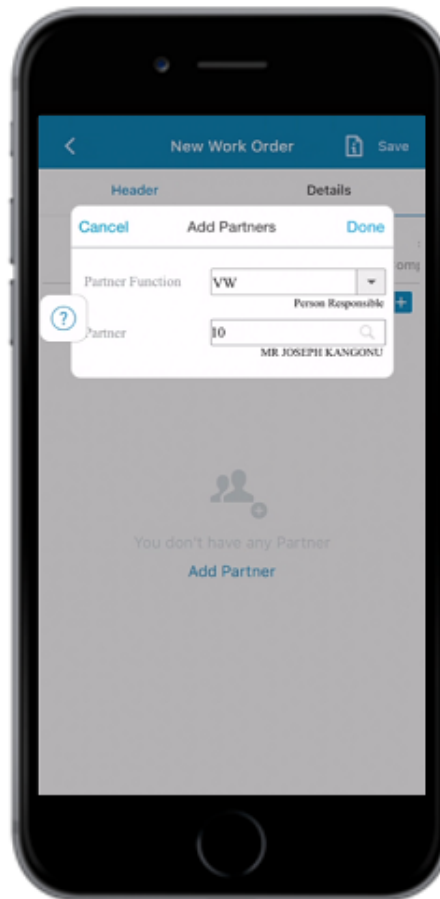 New Work Order Save
Header Details
Cancel Add Partners Done
Partner Function VW
Person Responsible
Partner 10
MR JOSEPH KANGONU
You don't have any Partner
Add Partner